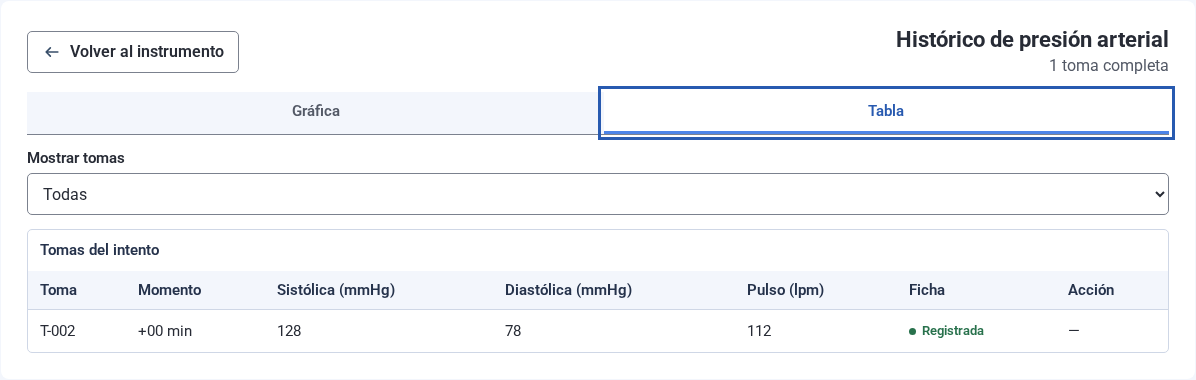 ← Volver al instrumento
Histórico de presión arterial
1 toma completa
Gráfica
Tabla
Mostrar tomas
Todas
Tomas del intento
Toma Momento Sistólica (mmHg) Diastólica (mmHg) Pulso (lpm) Ficha Acción
T-002 +00 min 128 78 112 Registrada —